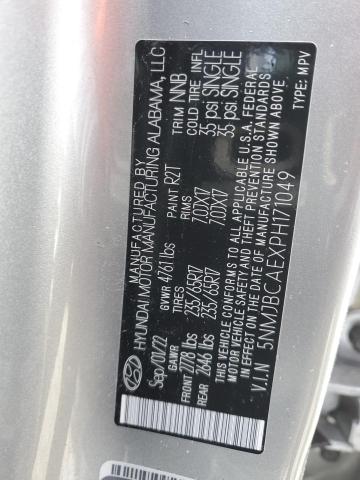 MANUFACTURED BY
HYUNDAI MOTOR MANUFACTURING ALABAMA, LLC
Sep/01/22 GVWR 4761 lbs PAINT R2T TRIM NNB
GAWR TIRES RIMS COLD TIRE INFL
FRONT 2778 lbs 235/65R17 7.0JX17 35 psi SINGLE
REAR 2646 lbs 235/65R17 7.0JX17 35 psi SINGLE
THIS VEHICLE CONFORMS TO ALL APPLICABLE U.S.A. FEDERAL
MOTOR VEHICLE SAFETY, BUMPER, AND THEFT PREVENTION STANDARDS
IN EFFECT ON THE DATE OF MANUFACTURE SHOWN ABOVE
V.I.N 5NMJBCAEXPH171049 TYPE: MPV